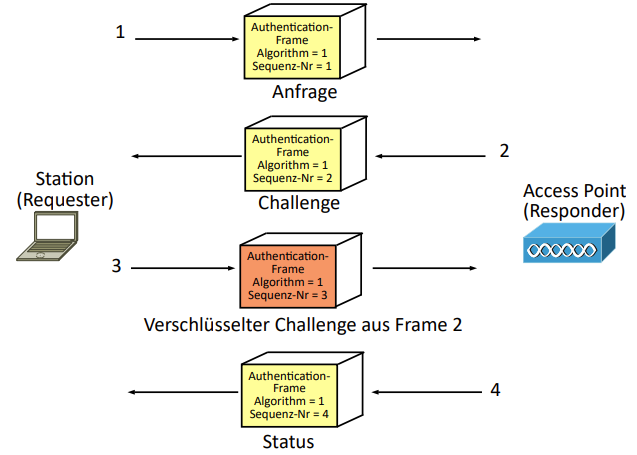 1
Authentication-
Frame
Algorithm = 1
Sequenz-Nr = 1
Anfrage
Authentication-
Frame
Algorithm = 1
Sequenz-Nr = 2
2
Challenge
Station
(Requester)
Access Point
(Responder)
3
Authentication-
Frame
Algorithm = 1
Sequenz-Nr = 3
Verschlüsselter Challenge aus Frame 2
Authentication-
Frame
Algorithm = 1
Sequenz-Nr = 4
4
Status